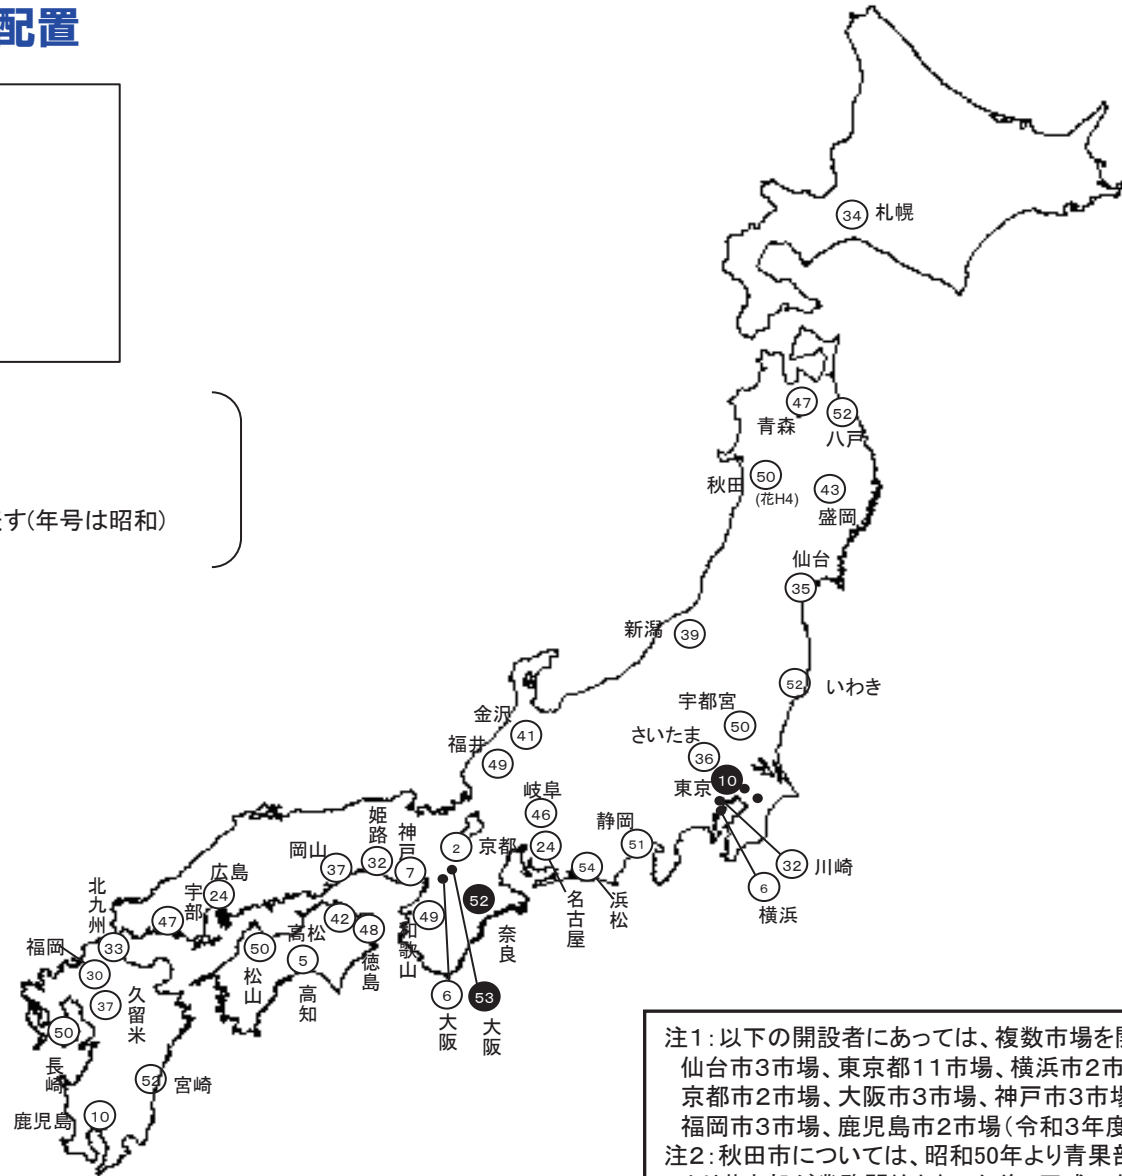 配置
す(年号は昭和)
34 札幌
47
青森
52
八戸
秋田
50
(花H4)
43
盛岡
仙台
35
新潟 39
52 いわき
宇都宮
50
さいたま
36
東京 10
金沢
41
福井
49
岐阜
46
静岡
51
京都
2
24
名古屋
54
浜松
32 川崎
6
横浜
姫路
32
神戸
7
岡山
37
広島
24
宇部
47
北九州
33
福岡
30
37
久留米
50
長崎
52 宮崎
鹿児島 10
50
松山
高松
42
5
高知
48
徳島
49
和歌山
52
奈良
6
大阪
53
大阪
注1:以下の開設者にあっては、複数市場を
仙台市3市場、東京都11市場、横浜市2市
京都市2市場、大阪市3市場、神戸市3市場
福岡市3市場、鹿児島市2市場(令和3年度
注2:秋田市については、昭和50年より青果部